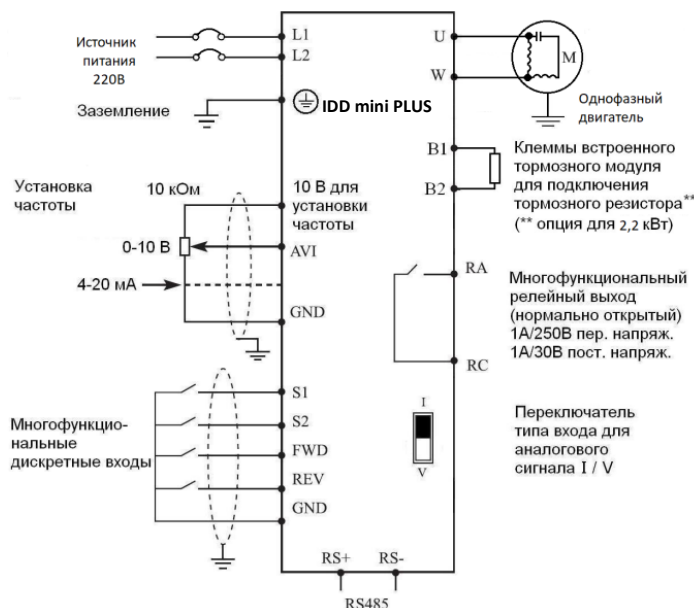 Источник
питания
220В
L1
L2
Заземление
IDD mini PLUS
U
W
M
Однофазный
двигатель
B1
B2
Клеммы встроенного
тормозного модуля
для подключения
тормозного резистора**
(** опция для 2,2 кВт)
Установка
частоты
10 кОм
10 В для
установки
частоты
0-10 В
AVI
4-20 мА
GND
RA
RC
Многофункциональный
релейный выход
(нормально открытый)
1А/250В пер. напряж.
1А/30В пост. напряж.
Многофункцио-
нальные
дискретные входы
S1
S2
FWD
REV
GND
I
V
Переключатель
типа входа для
аналогового
сигнала I / V
RS+
RS-
RS485